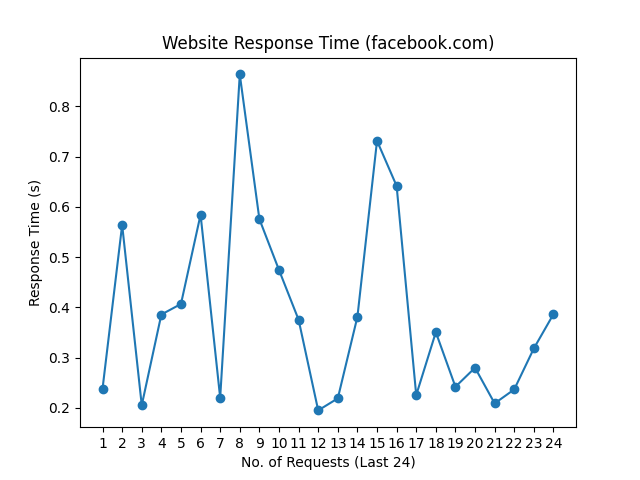 Website Response Time (facebook.com)
Response Time (s)
0.8
0.7
0.6
0.5
0.4
0.3
0.2
1 2 3 4 5 6 7 8 9 10 11 12 13 14 15 16 17 18 19 20 21 22 23 24
No. of Requests (Last 24)